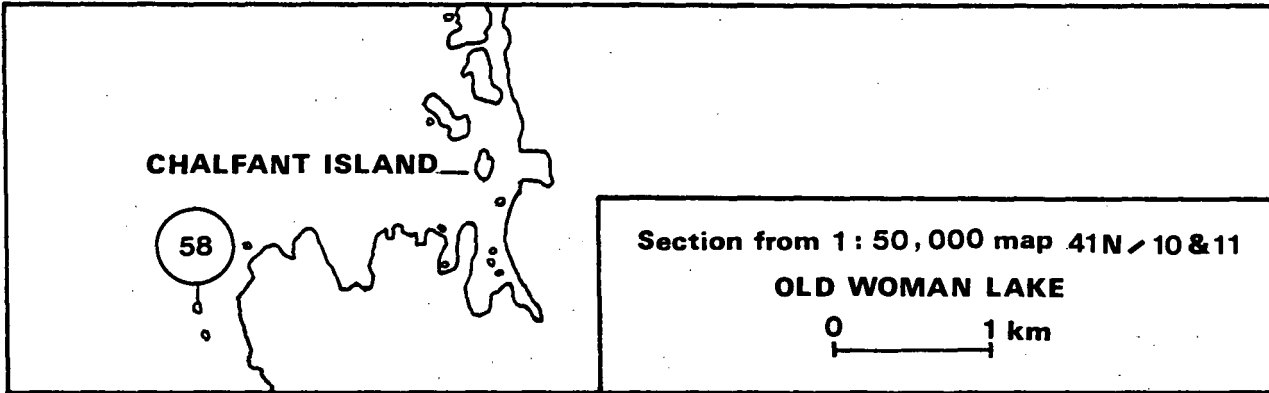 CHALFANT ISLAND
58
Section from 1:50,000 map 41N/10&11
OLD WOMAN LAKE
0 1 km